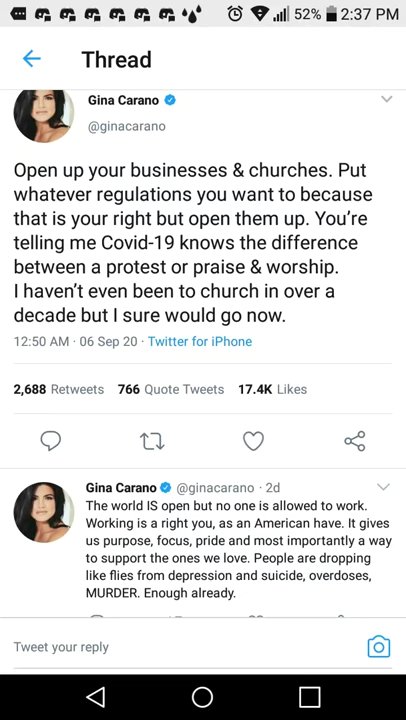 52% 2:37 PM
Thread
Gina Carano
@ginacarano
Open up your businesses & churches. Put
whatever regulations you want to because
that is your right but open them up. You’re
telling me Covid-19 knows the difference
between a protest or praise & worship.
I haven’t even been to church in over a
decade but I sure would go now.
12:50 AM · 06 Sep 20 · Twitter for iPhone
2,688 Retweets 766 Quote Tweets 17.4K Likes
Gina Carano @ginacarano · 2d
The world IS open but no one is allowed to work.
Working is a right you, as an American have. It gives
us purpose, focus, pride and most importantly a way
to support the ones we love. People are dropping
like flies from depression and suicide, overdoses,
MURDER. Enough already.
Tweet your reply